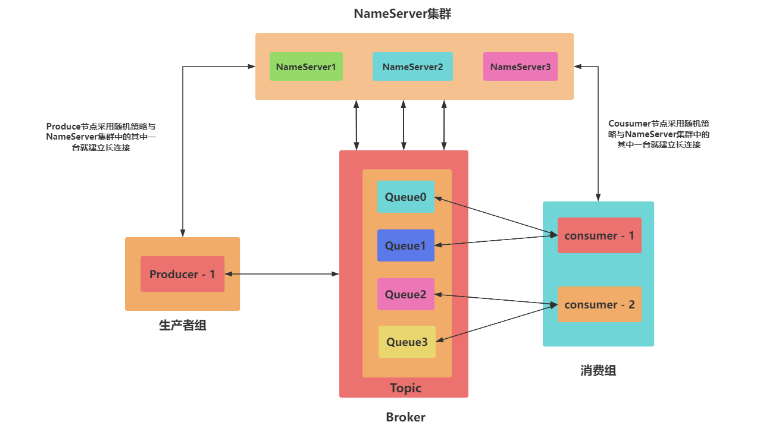 NameServer集群
NameServer1
NameServer2
NameServer3
Produce节点采用随机策略与
NameServer集群中的其中一
台就建立长连接
Cousumer节点采用随机策
略与NameServer集群中的
其中一台就建立长连接
Queue0
Queue1
Queue2
Queue3
Topic
Broker
Producer - 1
生产者组
consumer - 1
consumer - 2
消费组